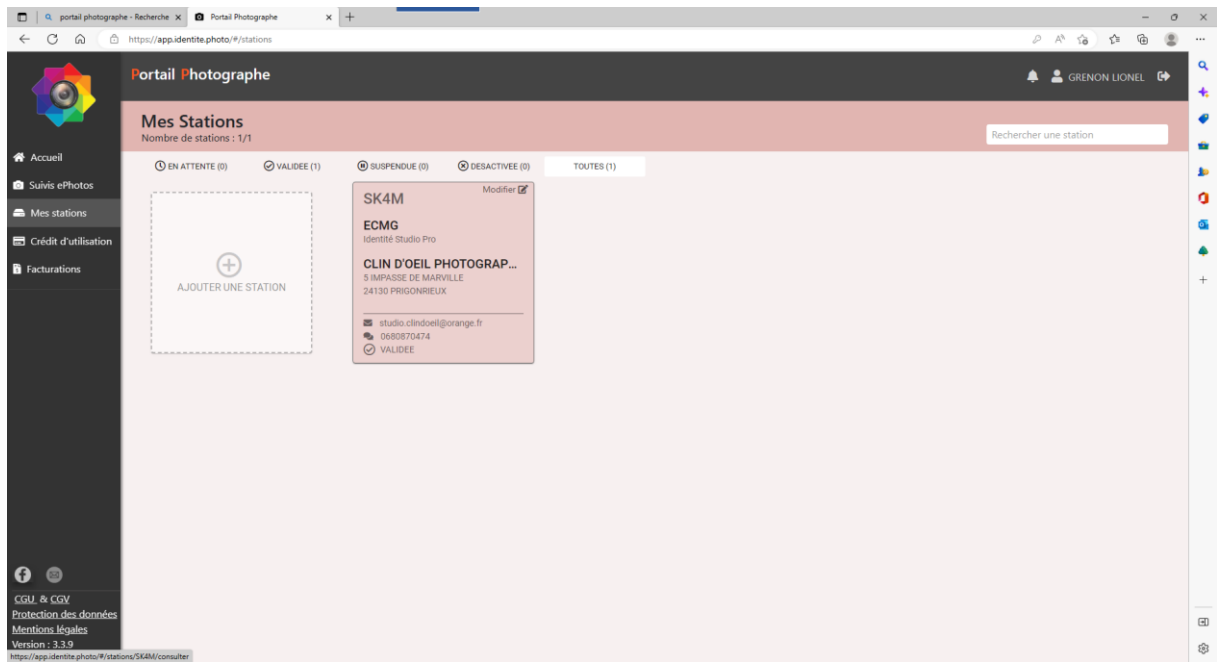 portail photographe - Recherche
Portail Photographe
https://app.identite.photo/#/stations
Portail Photographe
GRENON LIONEL
Mes Stations
Nombre de stations : 1/1
Rechercher une station
Accueil
Suivis ePhotos
Mes stations
Crédit d'utilisation
Facturations
EN ATTENTE (0)
VALIDEE (1)
SUSPENDUE (0)
DESACTIVEE (0)
TOUTES (1)
AJOUTER UNE STATION
Modifier
SK4M
ECMG
Identité Studio Pro
CLIN D'OEIL PHOTOGRAP...
5 IMPASSE DE MARVILLE
24130 PRIGONRIEUX
studio.clindoeil@orange.fr
0680870474
VALIDEE
CGU & CGV
Protection des données
Mentions légales
Version : 3.3.9
https://app.identite.photo/#/stations/SK4M/consulter